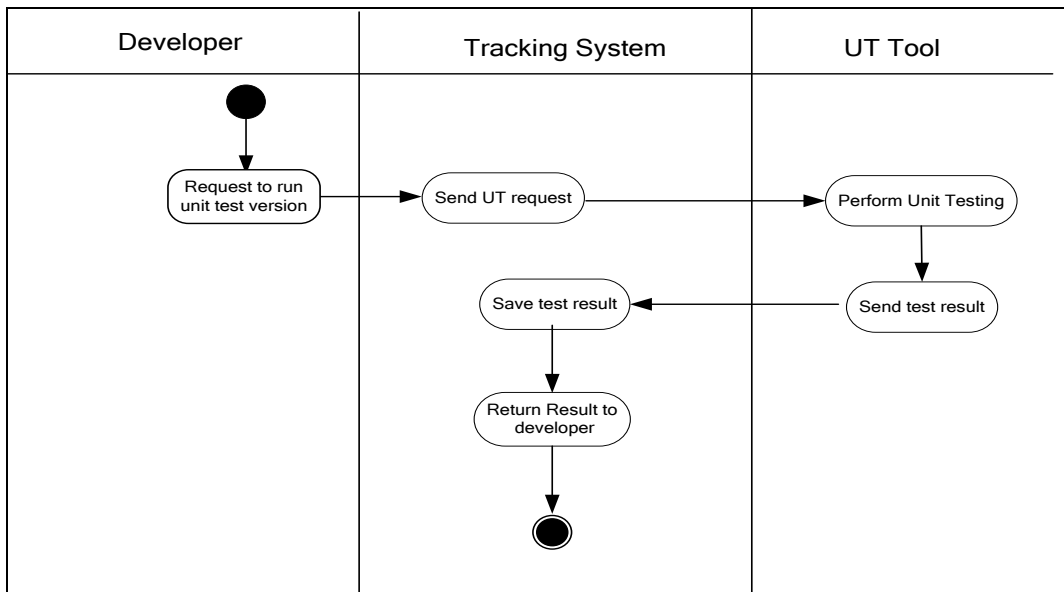 Developer
Tracking System
UT Tool
Request to run
unit test version
Send UT request
Perform Unit Testing
Save test result
Send test result
Return Result to
developer